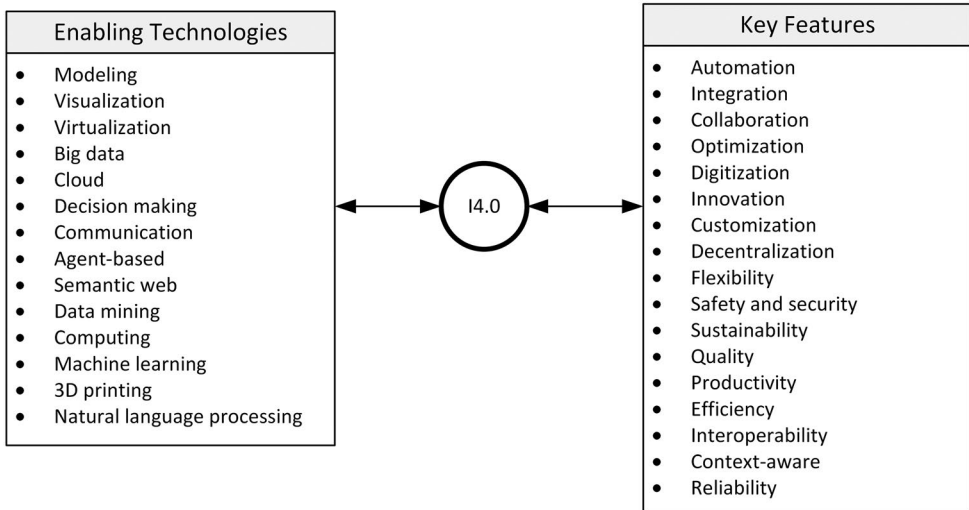 Enabling Technologies
• Modeling
• Visualization
• Virtualization
• Big data
• Cloud
• Decision making
• Communication
• Agent-based
• Semantic web
• Data mining
• Computing
• Machine learning
• 3D printing
• Natural language processing
I4.0
Key Features
• Automation
• Integration
• Collaboration
• Optimization
• Digitization
• Innovation
• Customization
• Decentralization
• Flexibility
• Safety and security
• Sustainability
• Quality
• Productivity
• Efficiency
• Interoperability
• Context-aware
• Reliability